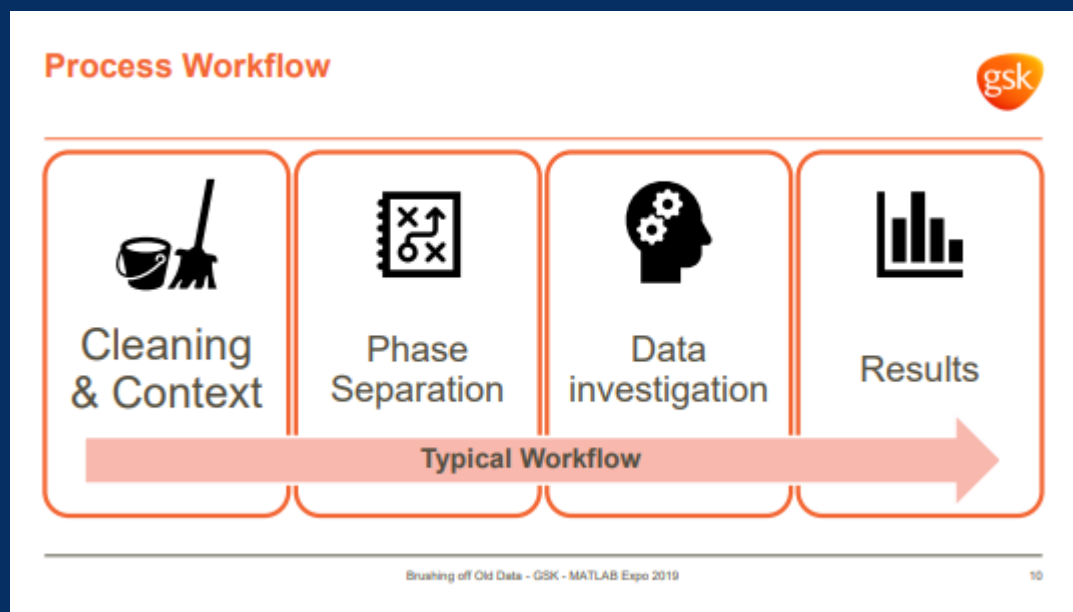 Process Workflow
gsk
Cleaning
& Context
Phase
Separation
Data
investigation
Results
Typical Workflow
Brushing off Old Data - GSK - MATLAB Expo 2019
10